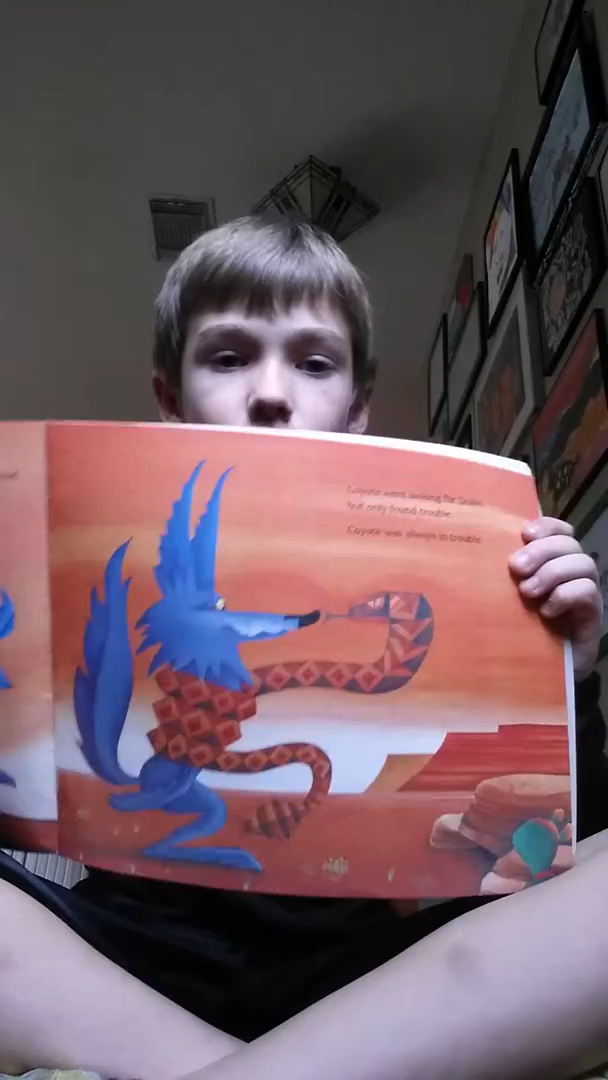 Coyote went looking for Snake
but only found trouble.
Coyote was always in trouble.